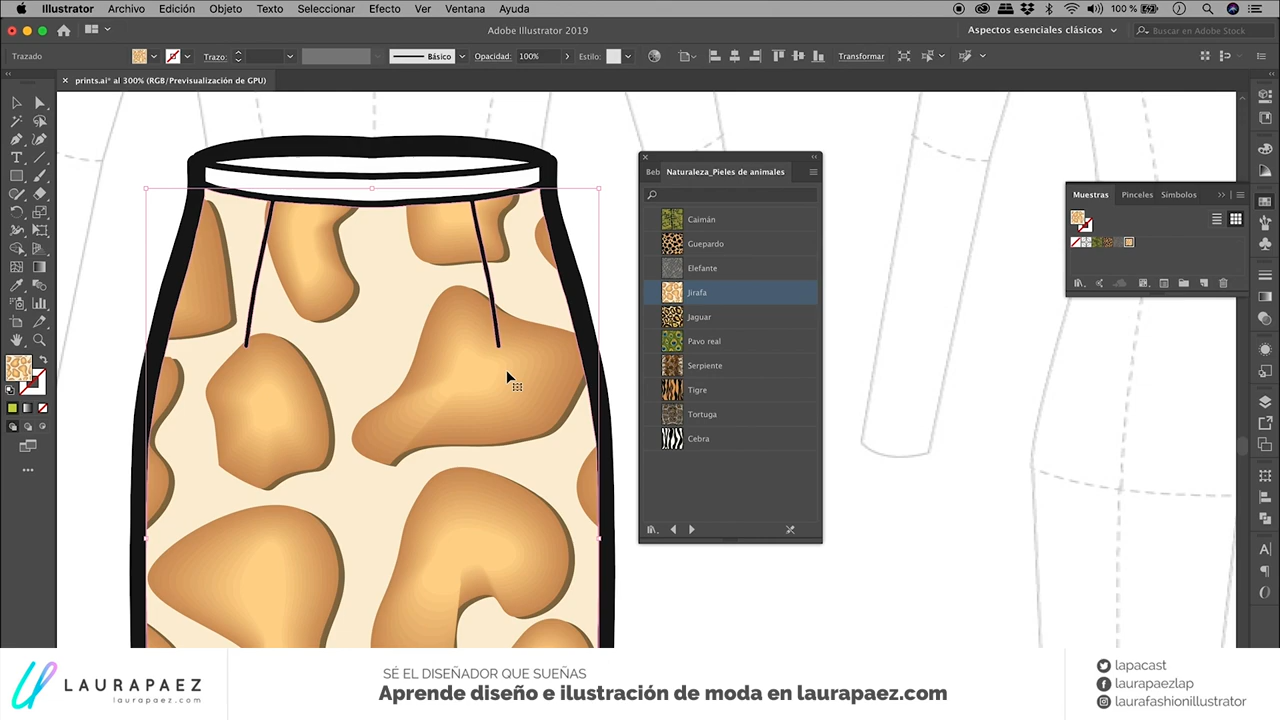 Illustrator Archivo Edición Objeto Texto Seleccionar Efecto Ver Ventana Ayuda 100 %
Adobe Illustrator 2019
Aspectos esenciales clásicos
Buscar en Adobe Stock
Trazado Trazo: Básico Opacidad: 100% Estilo: Transformar
prints.ai* al 300% (RGB/Previsualización de GPU)
Beb Naturaleza_Pieles de animales
Caimán
Guepardo
Elefante
Jirafa
Jaguar
Pavo real
Serpiente
Tigre
Tortuga
Cebra
Muestras Pinceles Símbolos
LAURAPAEZ
laurapaez.com
SÉ EL DISEÑADOR QUE SUEÑAS
Aprende diseño e ilustración de moda en laurapaez.com
lapacast
laurapaezlap
laurafashionillustrator